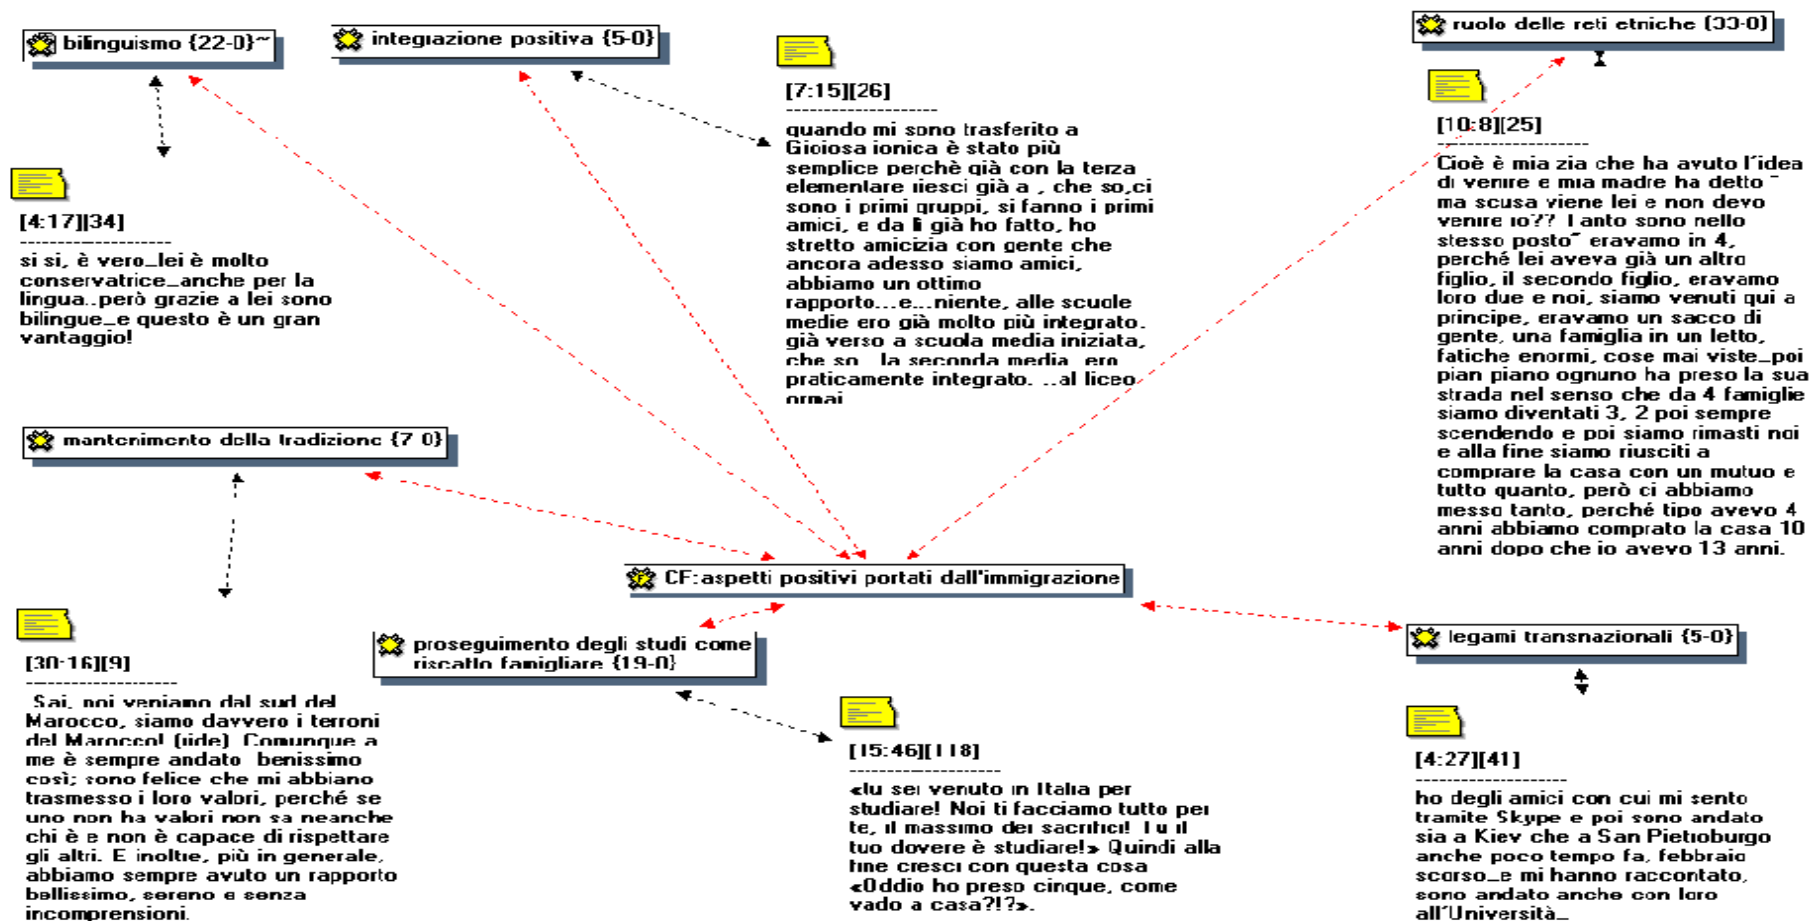 bilinguismo {22-0}~
integrazione positiva {5-0}
ruolo delle reti etniche {33-0}
[4:17][34]
--------------------
si si, è vero_lei è molto
conservatrice_anche per la
lingua..però grazie a lei sono
bilingue_e questo è un gran
vantaggio!
[7:15][26]
--------------------
quando mi sono trasferito a
Gioiosa ionica è stato più
semplice perchè già con la terza
elementare riesci già a , che so,ci
sono i primi gruppi, si fanno i primi
amici, e da lì già ho fatto, ho
stretto amicizia con gente che
ancora adesso siamo amici,
abbiamo un ottimo
rapporto...e...niente, alle scuole
medie ero già molto più integrato.
già verso a scuola media iniziata,
che so.. la seconda media ero
praticamente integrato. ...al liceo
ormai
[10:8][25]
--------------------
Cioè è mia zia che ha avuto l'idea
di venire e mia madre ha detto "
ma scusa viene lei e non devo
venire io?? Tanto sono nello
stesso posto" eravamo in 4,
perché lei aveva già un altro
figlio, il secondo figlio, eravamo
loro due e noi, siamo venuti qui a
principe, eravamo un sacco di
gente, una famiglia in un letto,
fatiche enormi, cose mai viste_poi
pian piano ognuno ha preso la sua
strada nel senso che da 4 famiglie
siamo diventati 3, 2 poi sempre
scendendo e poi siamo rimasti noi
e alla fine siamo riusciti a
comprare la casa con un mutuo e
tutto quanto, però ci abbiamo
messo tanto, perché tipo avevo 4
anni abbiamo comprato la casa 10
anni dopo che io avevo 13 anni.
mantenimento della tradizione {7-0}
CF:aspetti positivi portati dall'immigrazione
proseguimento degli studi come
riscatto famigliare {19-0}
legami transnazionali {5-0}
[30:16][9]
--------------------
Sai, noi veniamo dal sud del
Marocco, siamo davvero i terroni
del Marocco! (ride) Comunque a
me è sempre andato benissimo
così; sono felice che mi abbiano
trasmesso i loro valori, perché se
uno non ha valori non sa neanche
chi è e non è capace di rispettare
gli altri. E inoltre, più in generale,
abbiamo sempre avuto un rapporto
bellissimo, sereno e senza
incomprensioni.
[15:46][118]
--------------------
«Tu sei venuto in Italia per
studiare! Noi ti facciamo tutto per
te, il massimo dei sacrifici! Tu il
tuo dovere è studiare!» Quindi alla
fine cresci con questa cosa
«Oddio ho preso cinque, come
vado a casa?!?».
[4:27][41]
--------------------
ho degli amici con cui mi sento
tramite Skype e poi sono andato
sia a Kiev che a San Pietroburgo
anche poco tempo fa, febbraio
scorso_e mi hanno raccontato,
sono andato anche con loro
all'Università_